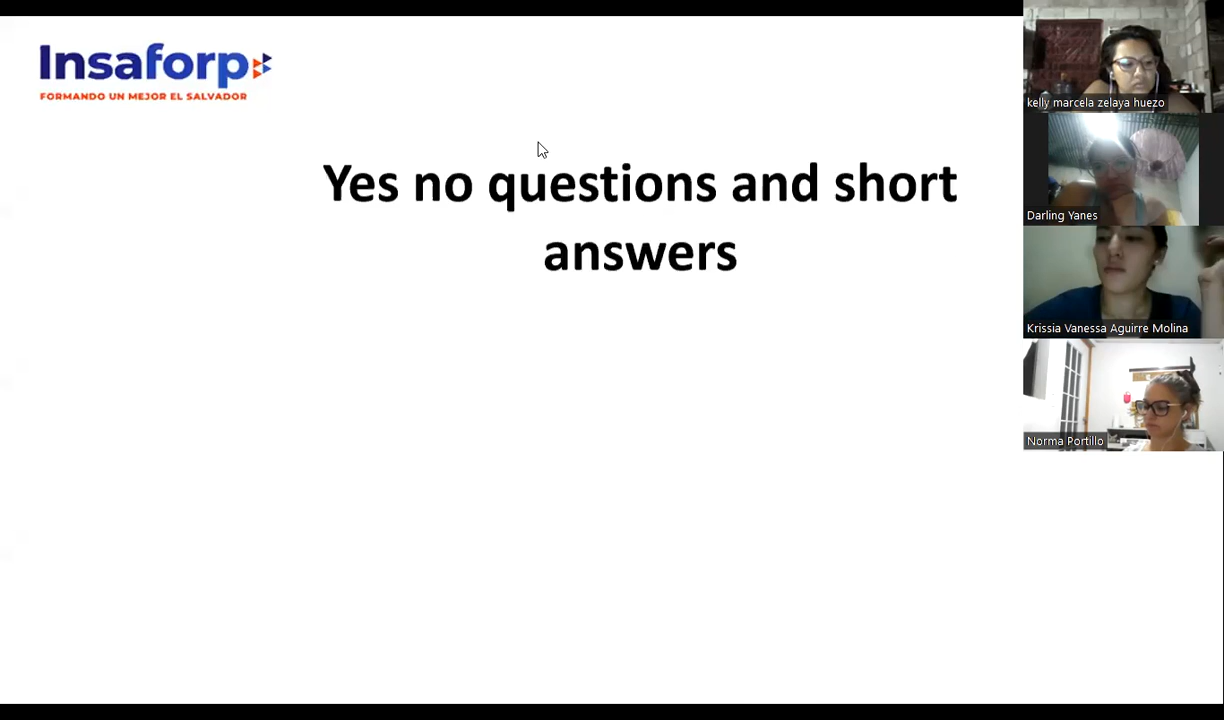 Insaforp
FORMANDO UN MEJOR EL SALVADOR
Yes no questions and short
answers
kelly marcela zelaya huezo
Darling Yanes
Krissia Vanessa Aguirre Molina
Norma Portillo